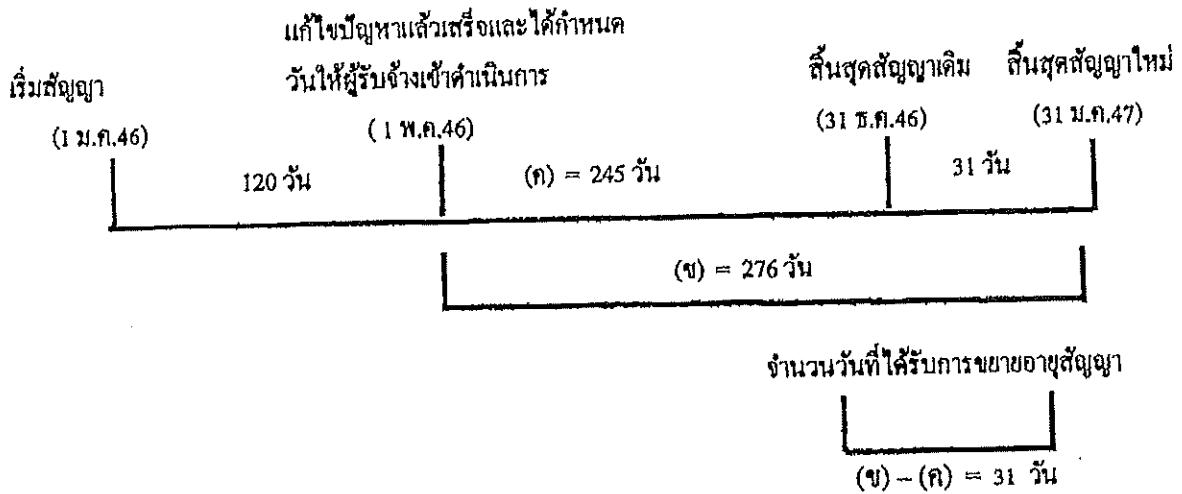 แก้ไขปัญหาแล้วเสร็จและได้กำหนด
เริ่มสัญญา วันให้ผู้รับจ้างเข้าดำเนินการ สิ้นสุดสัญญาเดิม สิ้นสุดสัญญาใหม่
(1 ม.ค.46) (1 พ.ค.46) (31 ธ.ค.46) (31 ม.ค.47)
120 วัน (ค) = 245 วัน 31 วัน
(ข) = 276 วัน
จำนวนวันที่ได้รับการขยายอายุสัญญา
(ข) – (ค) = 31 วัน